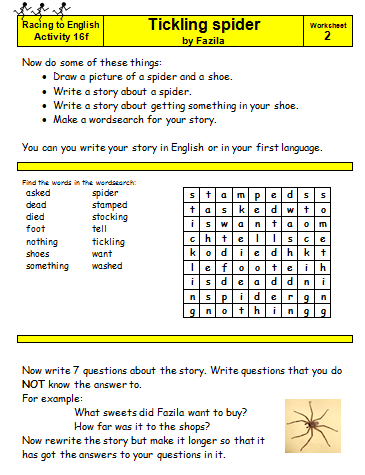 Racing to English
Activity 16f
Tickling spider
by Fazila
Worksheet
2
Now do some of these things:
• Draw a picture of a spider and a shoe.
• Write a story about a spider.
• Write a story about getting something in your shoe.
• Make a wordsearch for your story.
You can you write your story in English or in your first language.
Find the words in the wordsearch:
asked spider
dead stamped
died stocking
foot tell
nothing tickling
shoes want
something washed
s t a m p e d s s
t a s k e d w t o
i s w a n t a o m
c h t e l l s c e
k o d i e d h k t
l e f o o t e i h
i s d e a d d n i
n s p i d e r g n
g n o t h i n g g
Now write 7 questions about the story. Write questions that you do
NOT know the answer to.
For example:
What sweets did Fazila want to buy?
How far was it to the shops?
Now rewrite the story but make it longer so that it
has got the answers to your questions in it.